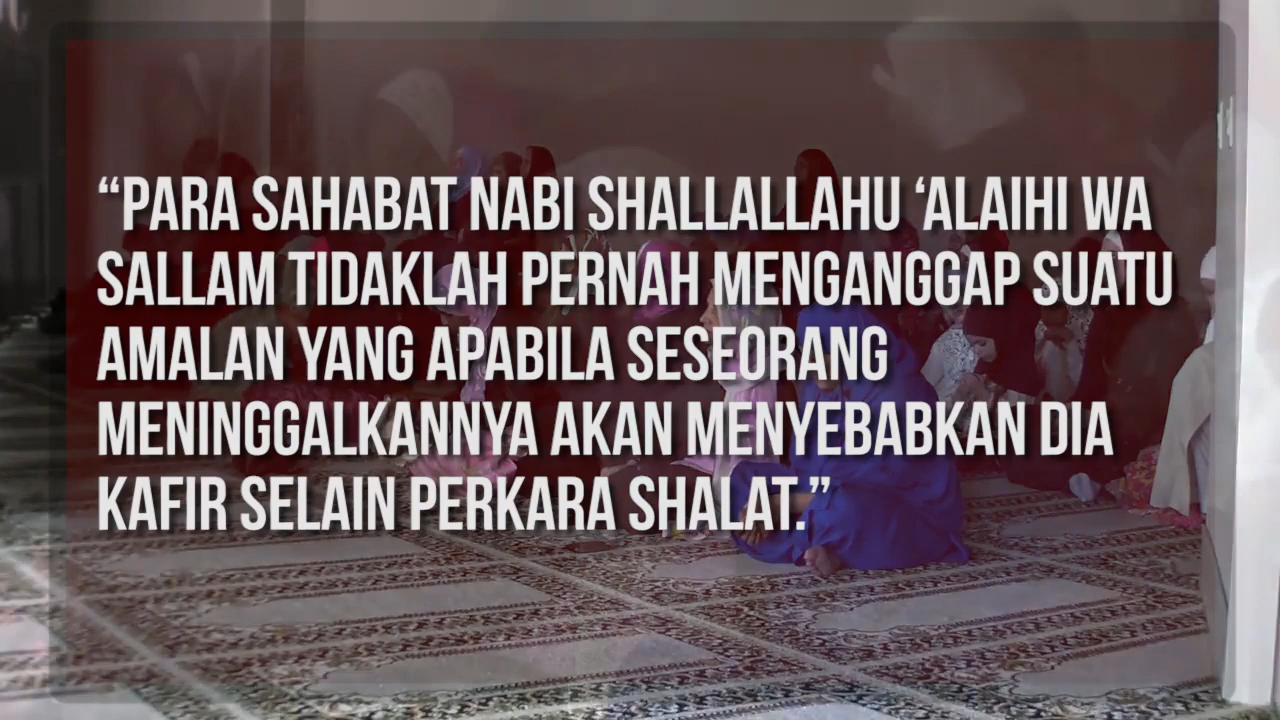 “PARA SAHABAT NABI SHALLALLAHU ‘ALAIHI WA
SALLAM TIDAKLAH PERNAH MENGANGGAP SUATU
AMALAN YANG APABILA SESEORANG
MENINGGALKANNYA AKAN MENYEBABKAN DIA
KAFIR SELAIN PERKARA SHALAT.”